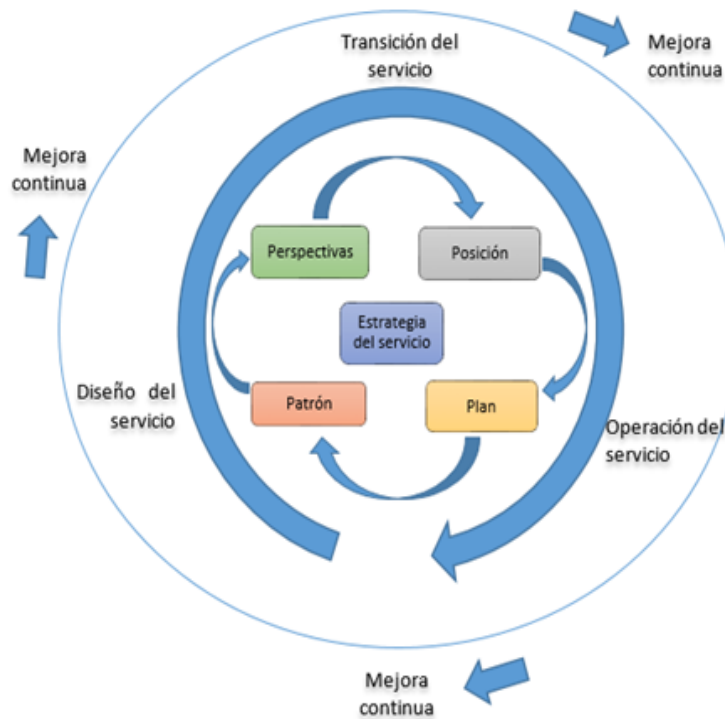 Transición del
servicio
Mejora
continua
Mejora
continua
Perspectivas
Posición
Estrategia
del servicio
Diseño del
servicio
Patrón
Plan
Operación del
servicio
Mejora
continua